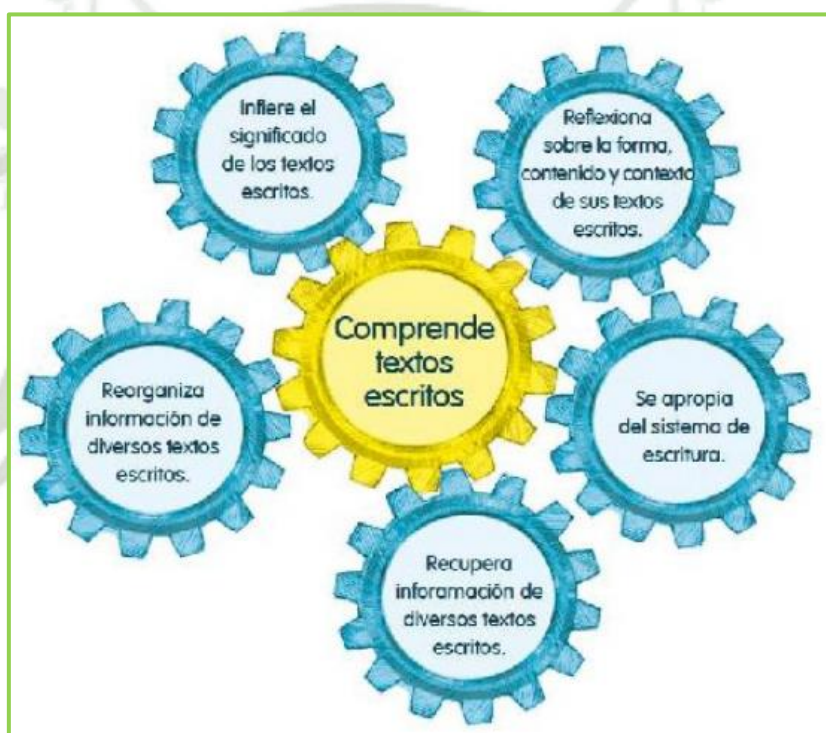 Infiere el
significado
de los textos
escritos.
Reflexiona
sobre la forma,
contenido y contexto
de sus textos
escritos.
Comprende
textos
escritos
Reorganiza
información de
diversos textos
escritos.
Se apropia
del sistema de
escritura.
Recupera
inforamación de
diversos textos
escritos.